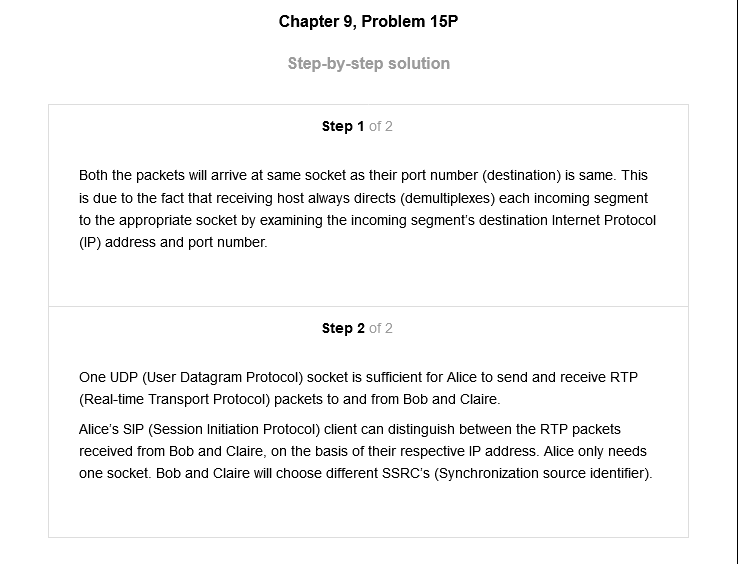 Chapter 9, Problem 15P
Step-by-step solution
Step 1 of 2
Both the packets will arrive at same socket as their port number (destination) is same. This
is due to the fact that receiving host always directs (demultiplexes) each incoming segment
to the appropriate socket by examining the incoming segment's destination Internet Protocol
(IP) address and port number.
Step 2 of 2
One UDP (User Datagram Protocol) socket is sufficient for Alice to send and receive RTP
(Real-time Transport Protocol) packets to and from Bob and Claire.
Alice's SIP (Session Initiation Protocol) client can distinguish between the RTP packets
received from Bob and Claire, on the basis of their respective IP address. Alice only needs
one socket. Bob and Claire will choose different SSRC's (Synchronization source identifier).